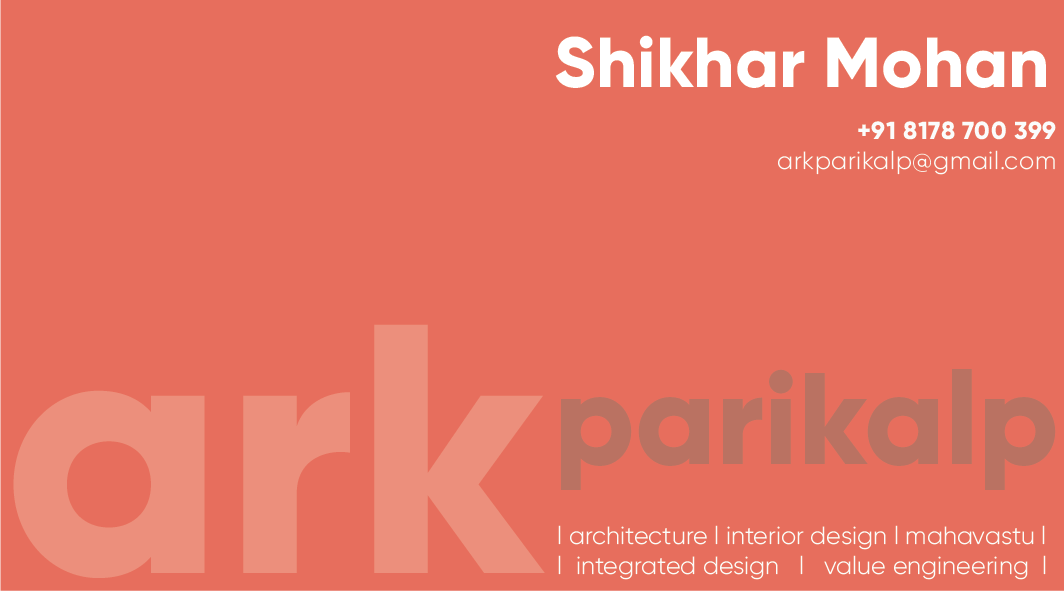 Shikhar Mohan
+91 8178 700 399
arkparikalp@gmail.com
ark parikalp
| architecture | interior design | mahavastu |
| integrated design | value engineering |